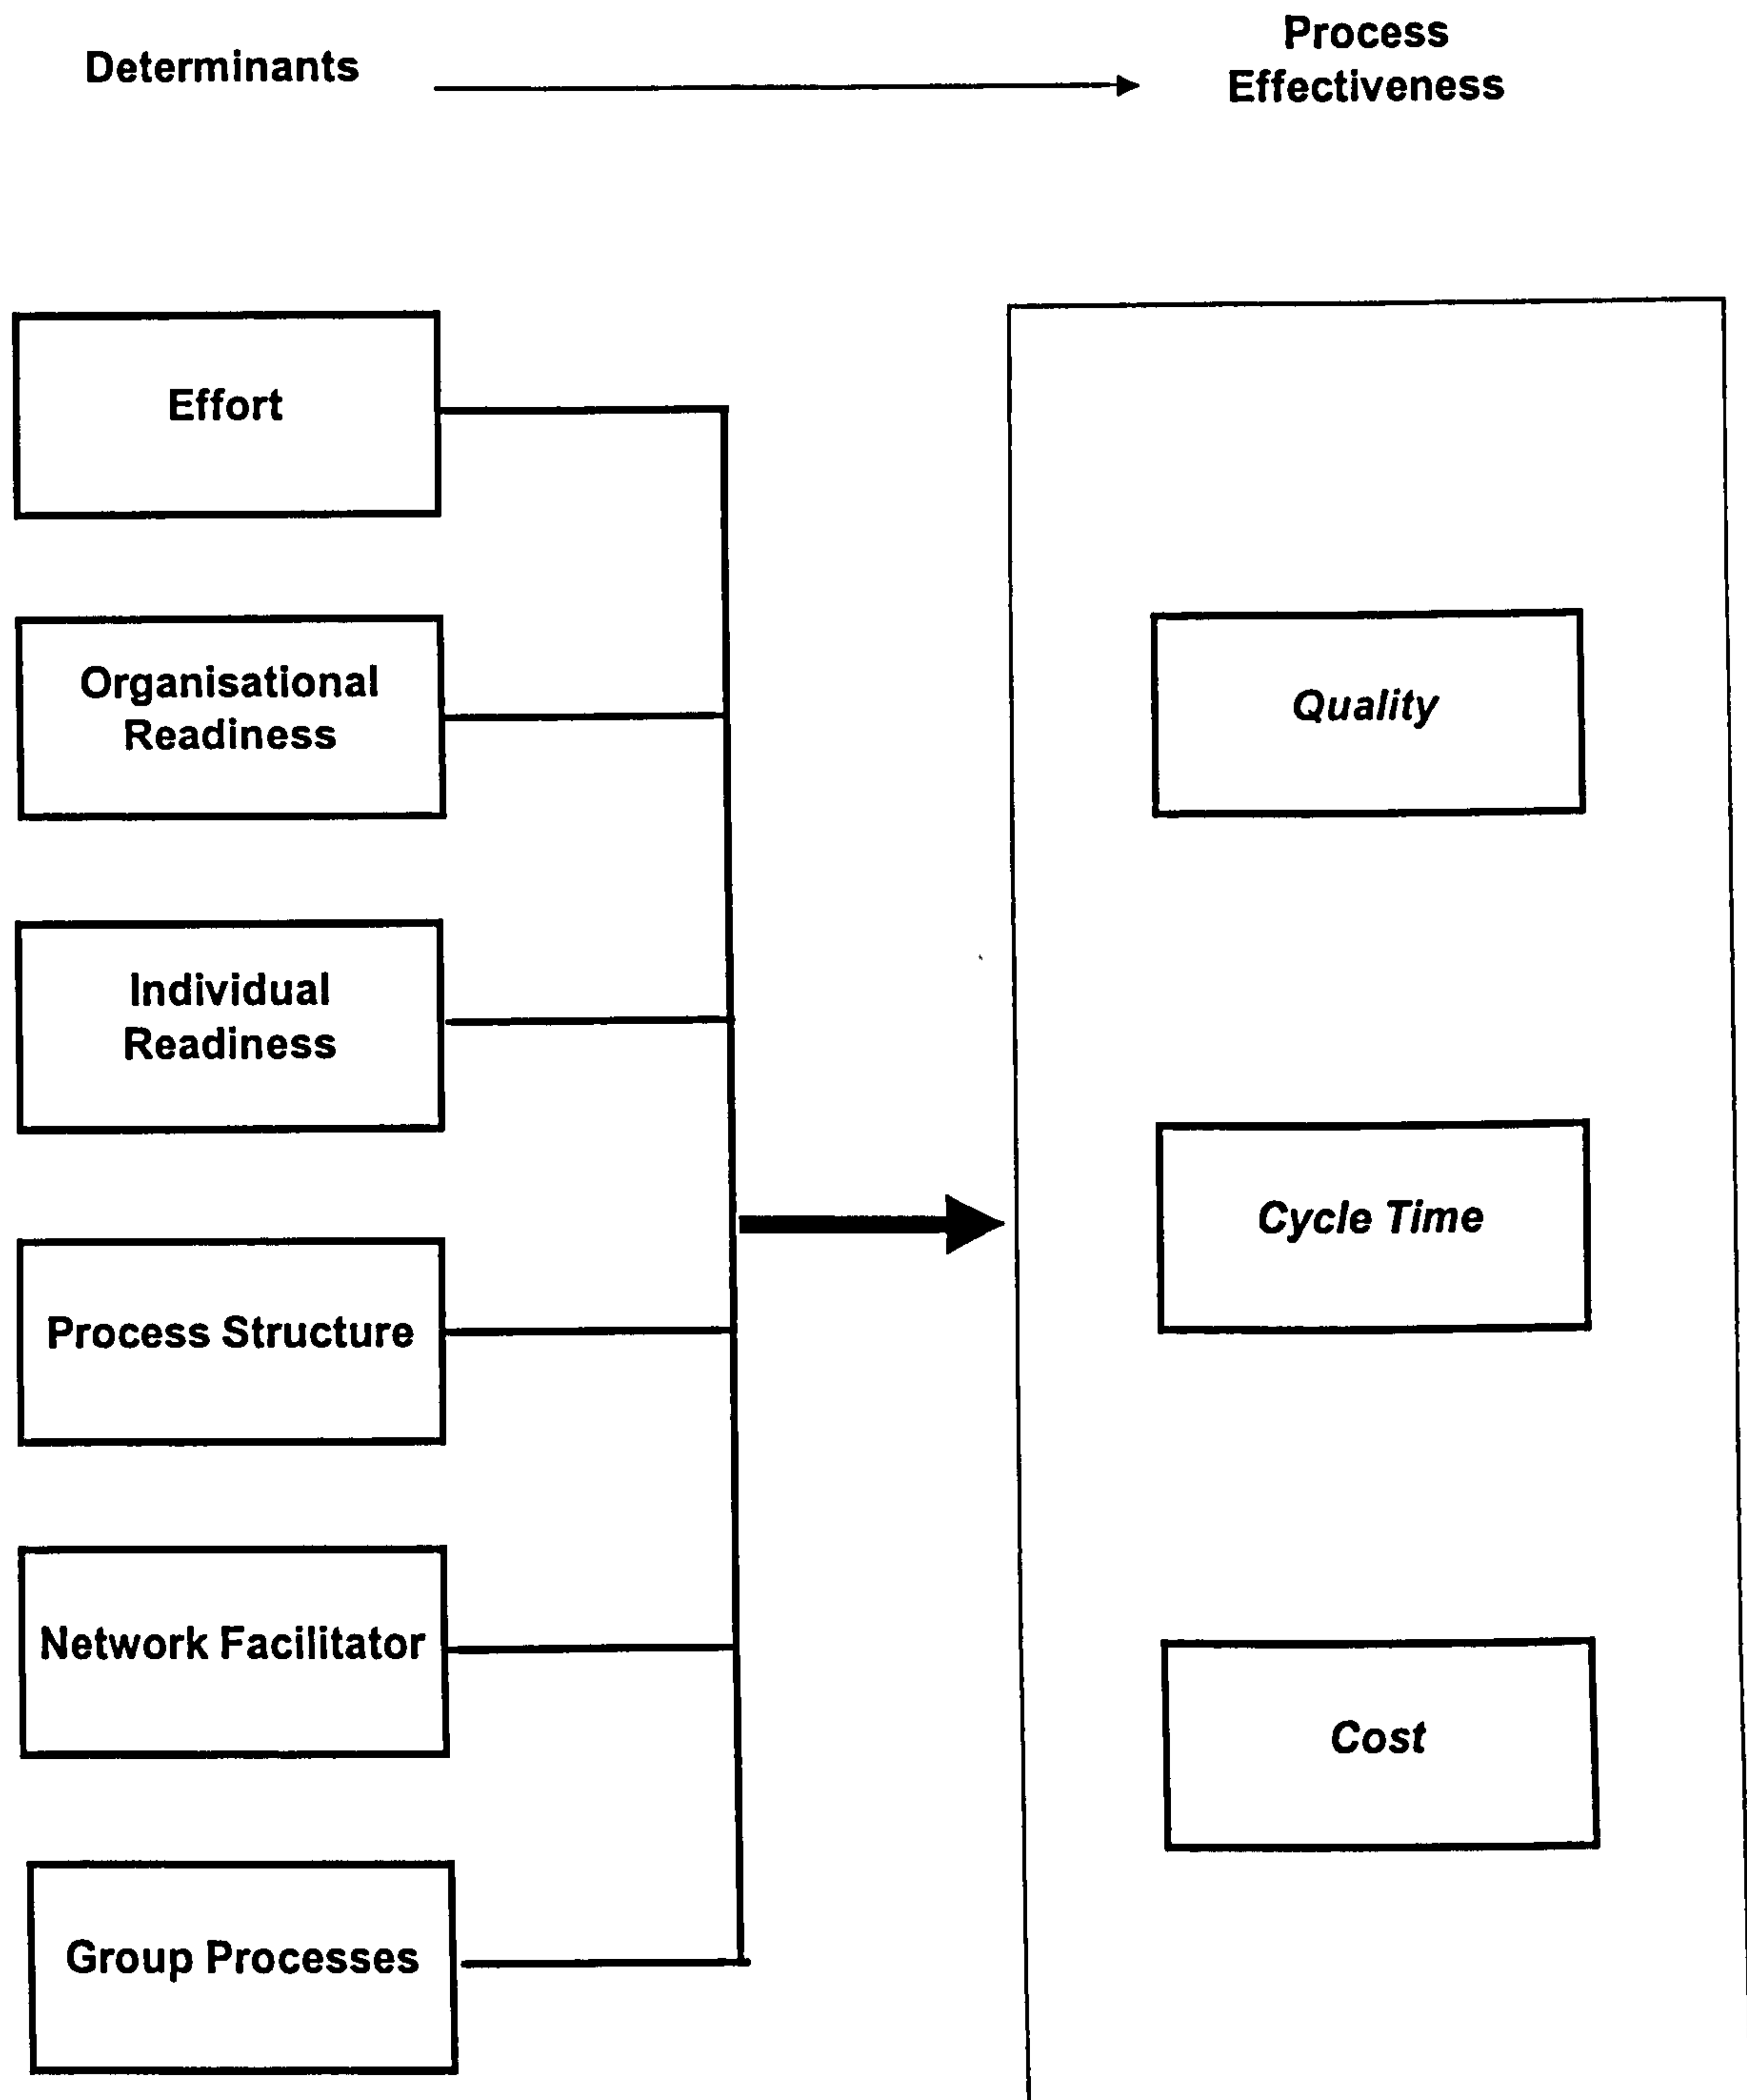 Determinants
Process
Effectiveness
Effort
Organisational
Readiness
Individual
Readiness
Process Structure
Network Facilitator
Group Processes
Quality
Cycle Time
Cost